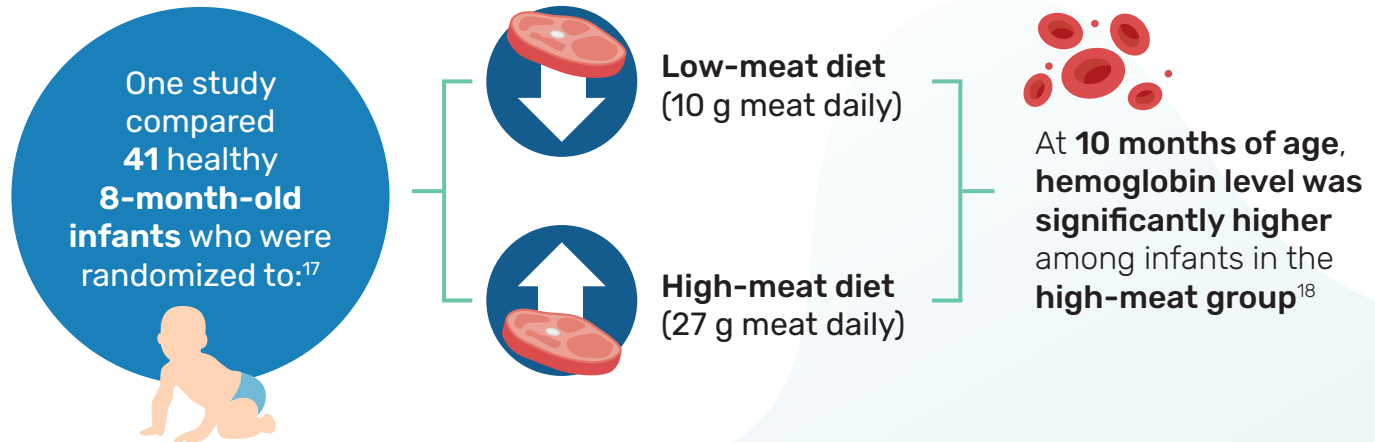 One study
compared
41 healthy
8-month-old
infants who were
randomized to:17
Low-meat diet
(10 g meat daily)
High-meat diet
(27 g meat daily)
At 10 months of age,
hemoglobin level was
significantly higher
among infants in the
high-meat group18